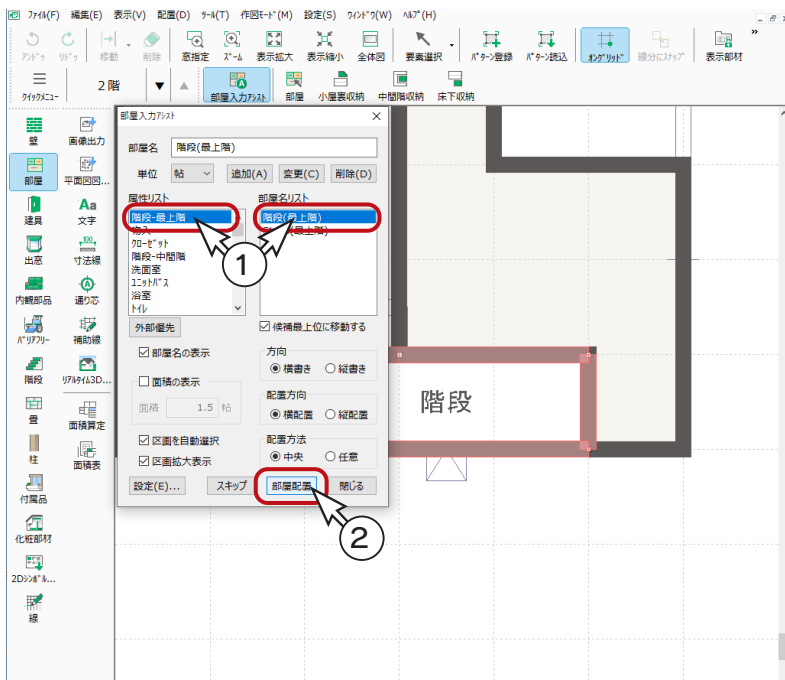 ﾌｧｲﾙ(F) 編集(E) 表示(V) 配置(D) ﾂｰﾙ(T) 作図ﾓｰﾄﾞ(M) 設定(S) ｳｨﾝﾄﾞｳ(W) ﾍﾙﾌﾟ(H)
ｱﾝﾄﾞｩ ﾘﾄﾞｩ 移動 削除 窓指定 ｽﾞｰﾑ 表示拡大 表示縮小 全体図 要素選択 ﾊﾟﾀｰﾝ登録 ﾊﾟﾀｰﾝ読込 ｵﾝｸﾞﾘｯﾄﾞ 線分にｽﾅｯﾌﾟ 表示部材
ｸｲｯｸﾒﾆｭｰ 2階 部屋入力ｱｼｽﾄ 部屋 小屋裏収納 中間階収納 床下収納
壁 画像出力
部屋 平面図図...
建具 文字
出窓 寸法線
内観部品 通り芯
ﾊﾞﾘｱﾌﾘｰ 補助線
階段 ﾘｱﾙﾀｲﾑ3D...
畳 面積算定
柱 面積表
付属品
化粧部材
2Dｼﾝﾎﾞﾙ...
線
部屋入力ｱｼｽﾄ
部屋名 階段(最上階)
単位 帖 追加(A) 変更(C) 削除(D)
属性リスト 部屋名リスト
階段-最上階 階段(最上階)
物入 (最上階)
ｸﾛｰｾﾞｯﾄ
階段-中間階
洗面室
ﾕﾆｯﾄﾊﾞｽ
浴室
ﾄｲﾚ
1
外部優先 候補最上位に移動する
部屋名の表示 方向
横書き 縦書き
面積の表示
面積 1.5 帖
配置方向
横配置 縦配置
区画を自動選択 配置方法
区画拡大表示 中央 任意
設定(E)... スキップ 部屋配置 閉じる
2
階段